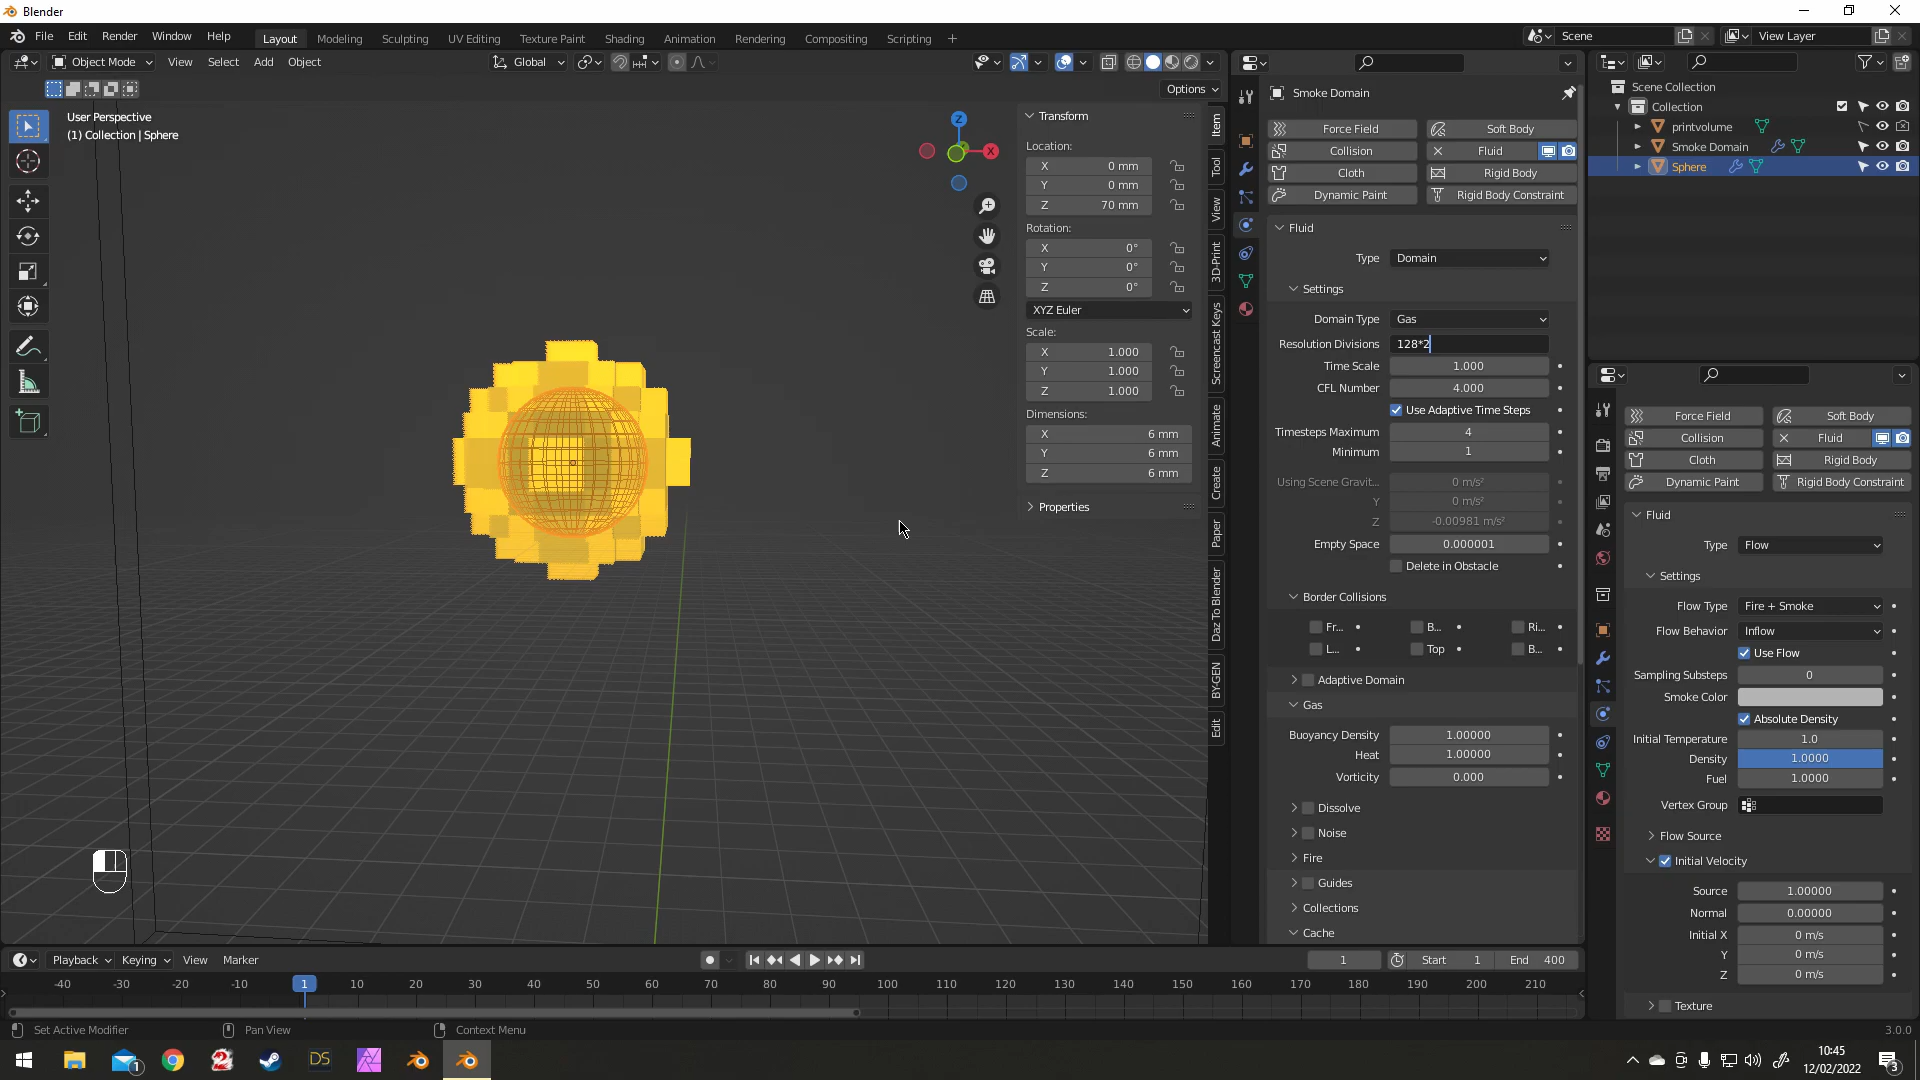 Blender
File Edit Render Window Help
Layout Modeling Sculpting UV Editing Texture Paint Shading Animation Rendering Compositing Scripting +
Scene
View Layer
Object Mode View Select Add Object
Global
Options
User Perspective
(1) Collection | Sphere
Z
X
Transform
Location:
X 0 mm
Y 0 mm
Z 70 mm
Rotation:
X 0°
Y 0°
Z 0°
XYZ Euler
Scale:
X 1.000
Y 1.000
Z 1.000
Dimensions:
X 6 mm
Y 6 mm
Z 6 mm
Properties
Item
Tool
View
3D-Print
Screencast Keys
Animate
Create
Paper
Daz To Blender
BY-GEN
Edit
Smoke Domain
Force Field Soft Body
Collision Fluid
Cloth Rigid Body
Dynamic Paint Rigid Body Constraint
Fluid
Type Domain
Settings
Domain Type Gas
Resolution Divisions 128*2
Time Scale 1.000
CFL Number 4.000
Use Adaptive Time Steps
Timesteps Maximum 4
Minimum 1
Using Scene Gravit... 0 m/s²
Y 0 m/s²
Z -0.00981 m/s²
Empty Space 0.000001
Delete in Obstacle
Border Collisions
Fr... B... Ri...
L... Top B...
Adaptive Domain
Gas
Buoyancy Density 1.00000
Heat 1.00000
Vorticity 0.000
Dissolve
Noise
Fire
Guides
Collections
Cache
Scene Collection
Collection
printvolume
Smoke Domain
Sphere
Force Field Soft Body
Collision Fluid
Cloth Rigid Body
Dynamic Paint Rigid Body Constraint
Fluid
Type Flow
Settings
Flow Type Fire + Smoke
Flow Behavior Inflow
Use Flow
Sampling Substeps 0
Smoke Color
Absolute Density
Initial Temperature 1.0
Density 1.0000
Fuel 1.0000
Vertex Group
Flow Source
Initial Velocity
Source 1.00000
Normal 0.00000
Initial X 0 m/s
Y 0 m/s
Z 0 m/s
Texture
Playback Keying View Marker
1 Start 1 End 400
-40 -30 -20 -10 1 10 20 30 40 50 60 70 80 90 100 110 120 130 140 150 160 170 180 190 200 210
Set Active Modifier Pan View Context Menu
3.0.0
1
DS
10:45
12/02/2022
3